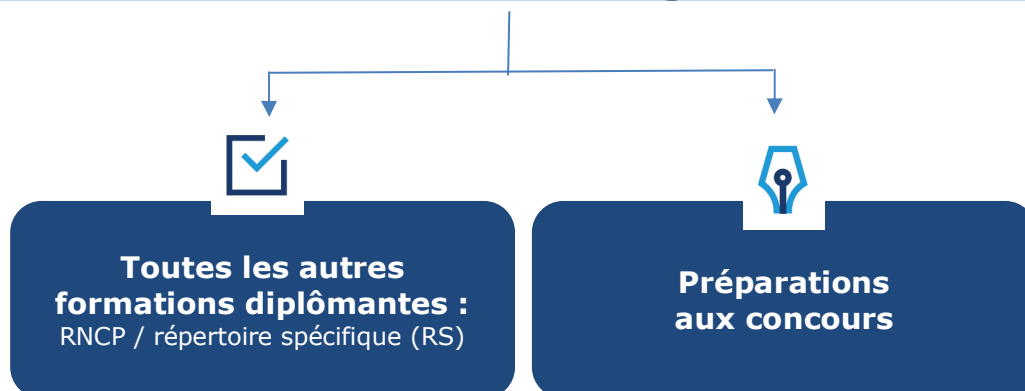 Toutes les autres
formations diplômantes :
RNCP / répertoire spécifique (RS)
Préparations
aux concours